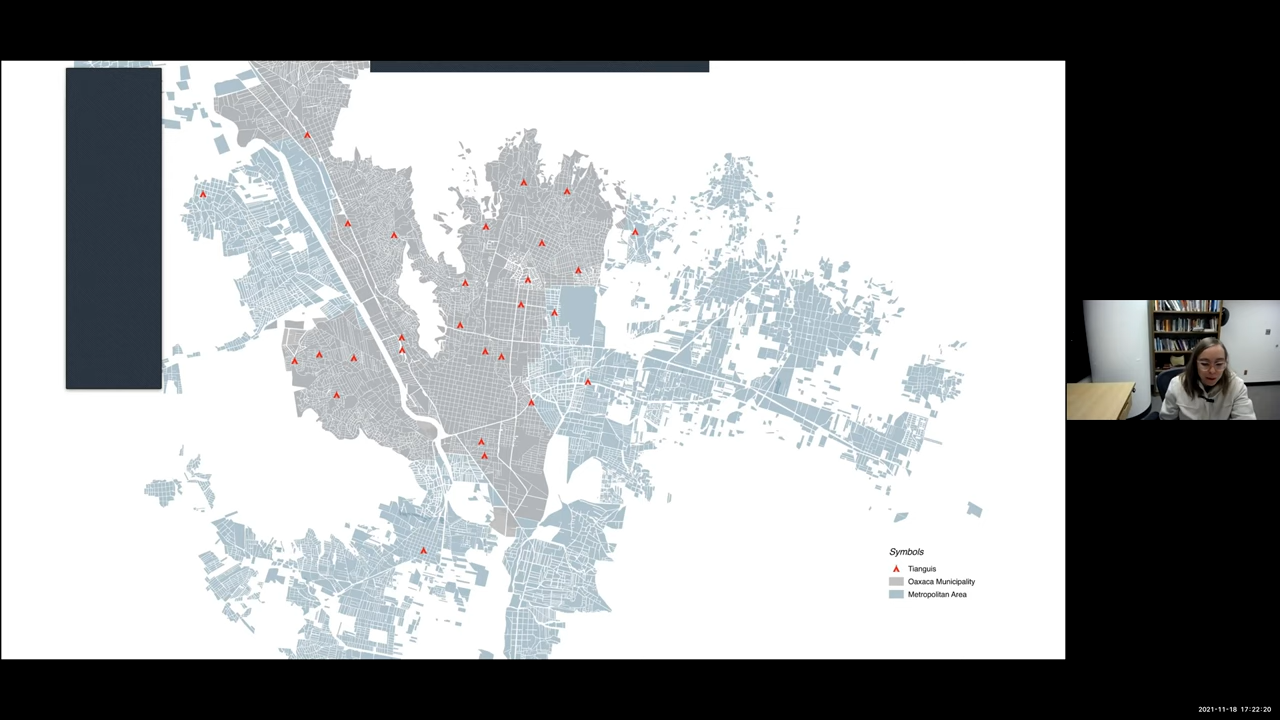 Symbols
Tianguis
Oaxaca Municipality
Metropolitan Area
2021-11-18 17:22:20